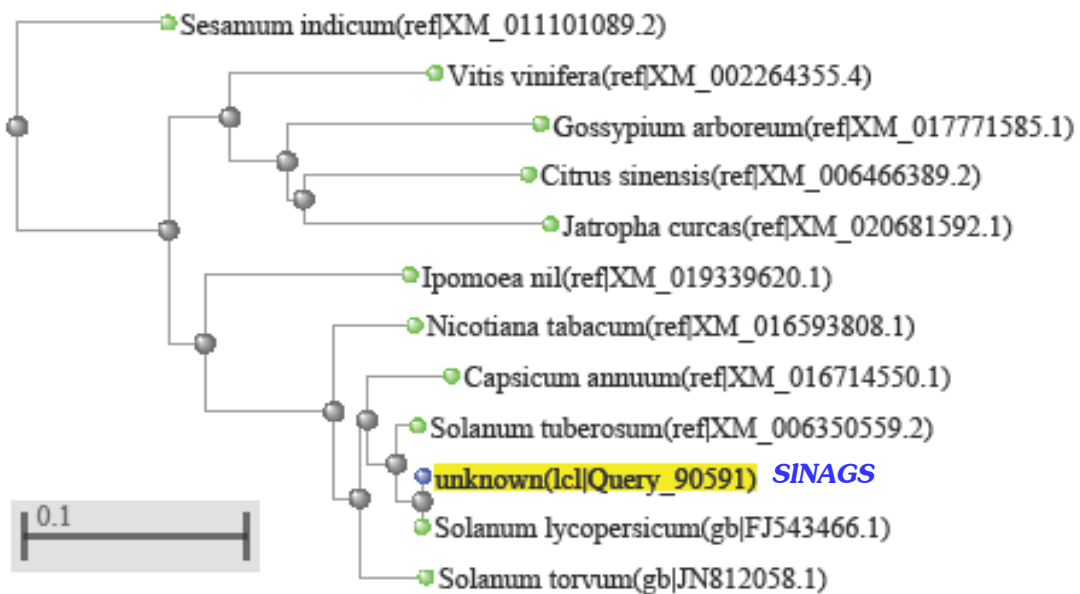 Sesamum indicum(ref|XM_011101089.2)
Vitis vinifera(ref|XM_002264355.4)
Gossypium arboreum(ref|XM_017771585.1)
Citrus sinensis(ref|XM_006466389.2)
Jatropha curcas(ref|XM_020681592.1)
Ipomoea nil(ref|XM_019339620.1)
Nicotiana tabacum(ref|XM_016593808.1)
Capsicum annuum(ref|XM_016714550.1)
Solanum tuberosum(ref|XM_006350559.2)
unknown(lcl|Query_90591) SlNAGS
Solanum lycopersicum(gb|FJ543466.1)
Solanum torvum(gb|JN812058.1)
0.1